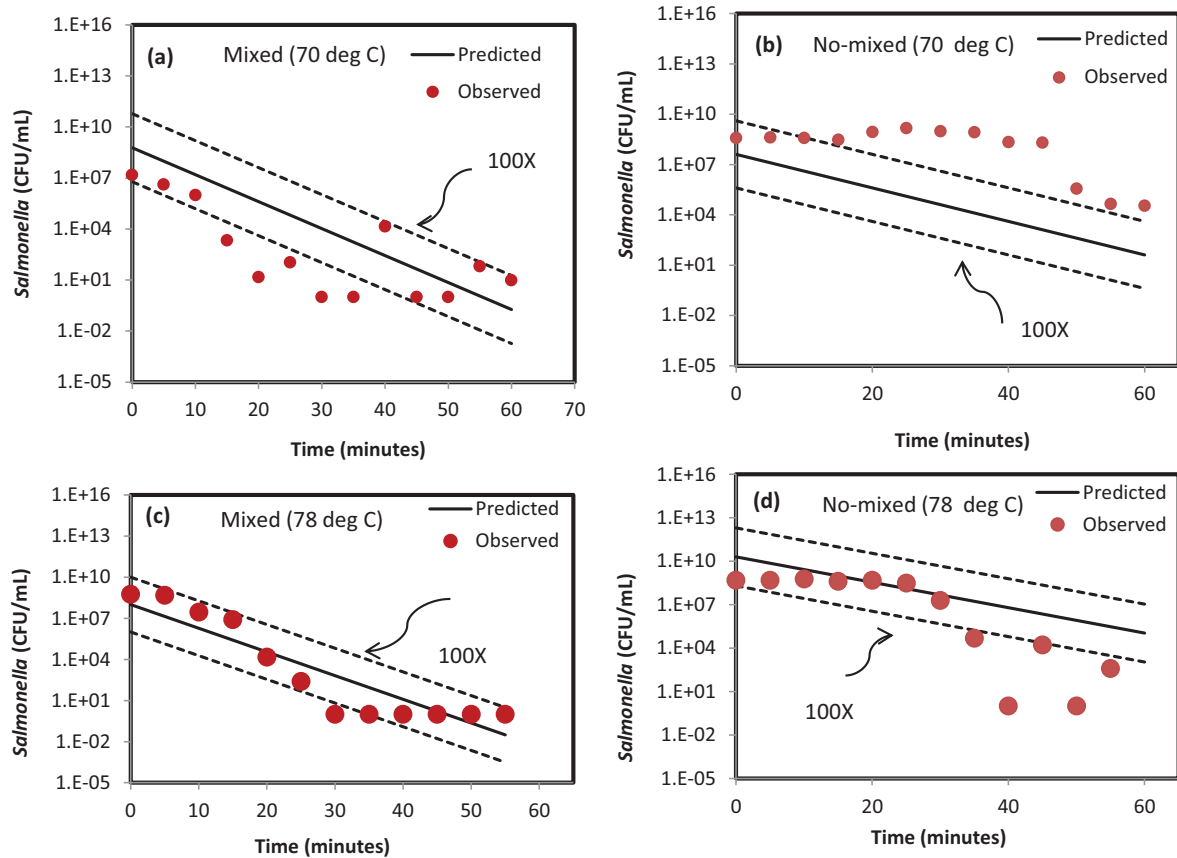 (a) Mixed (70 deg C)
Predicted
Observed
100X
Salmonella (CFU/mL)
1.E+16
1.E+13
1.E+10
1.E+07
1.E+04
1.E+01
1.E-02
1.E-05
0 10 20 30 40 50 60 70
Time (minutes)
(b) No-mixed (70 deg C)
Predicted
Observed
100X
Salmonella (CFU/mL)
1.E+16
1.E+13
1.E+10
1.E+07
1.E+04
1.E+01
1.E-02
1.E-05
0 20 40 60
Time (minutes)
(c) Mixed (78 deg C)
Predicted
Observed
100X
Salmonella (CFU/mL)
1.E+16
1.E+13
1.E+10
1.E+07
1.E+04
1.E+01
1.E-02
1.E-05
0 10 20 30 40 50 60
Time (minutes)
(d) No-mixed (78 deg C)
Predicted
Observed
100X
Salmonella (CFU/mL)
1.E+16
1.E+13
1.E+10
1.E+07
1.E+04
1.E+01
1.E-02
1.E-05
0 20 40 60
Time (minutes)